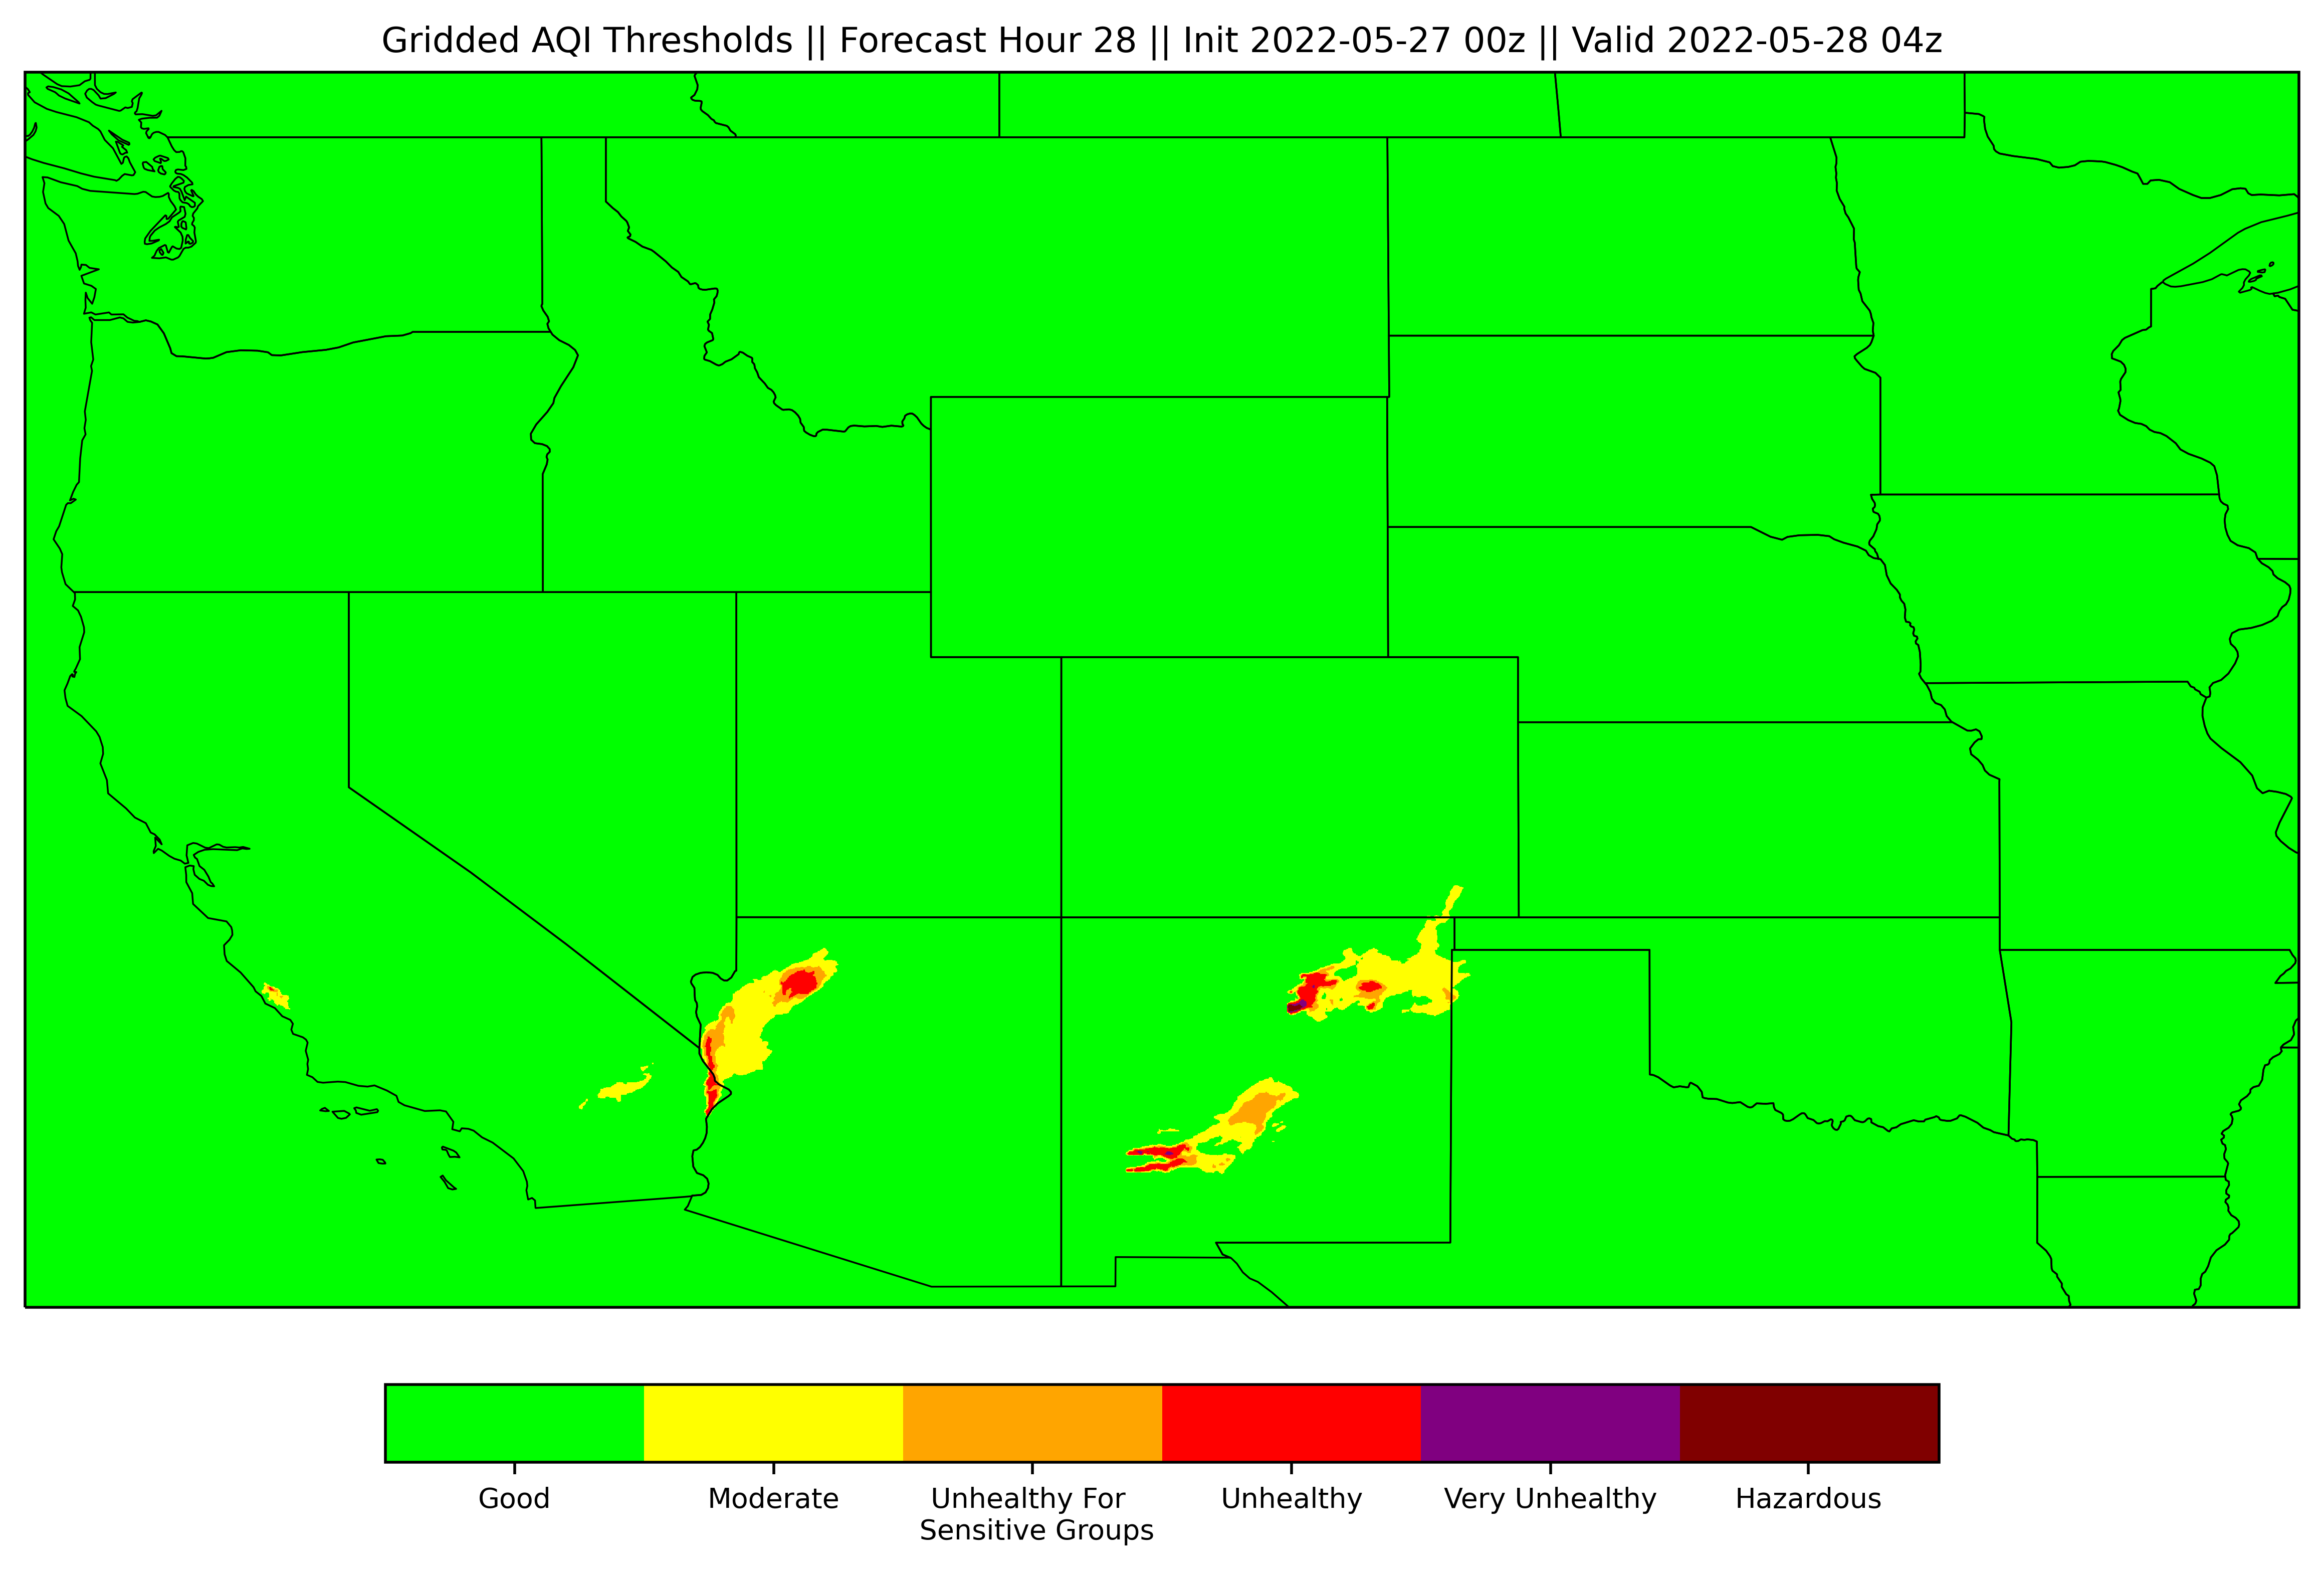 Gridded AQI Thresholds || Forecast Hour 28 || Init 2022-05-27 00z || Valid 2022-05-28 04z
Good
Moderate
Unhealthy For
Sensitive Groups
Unhealthy
Very Unhealthy
Hazardous